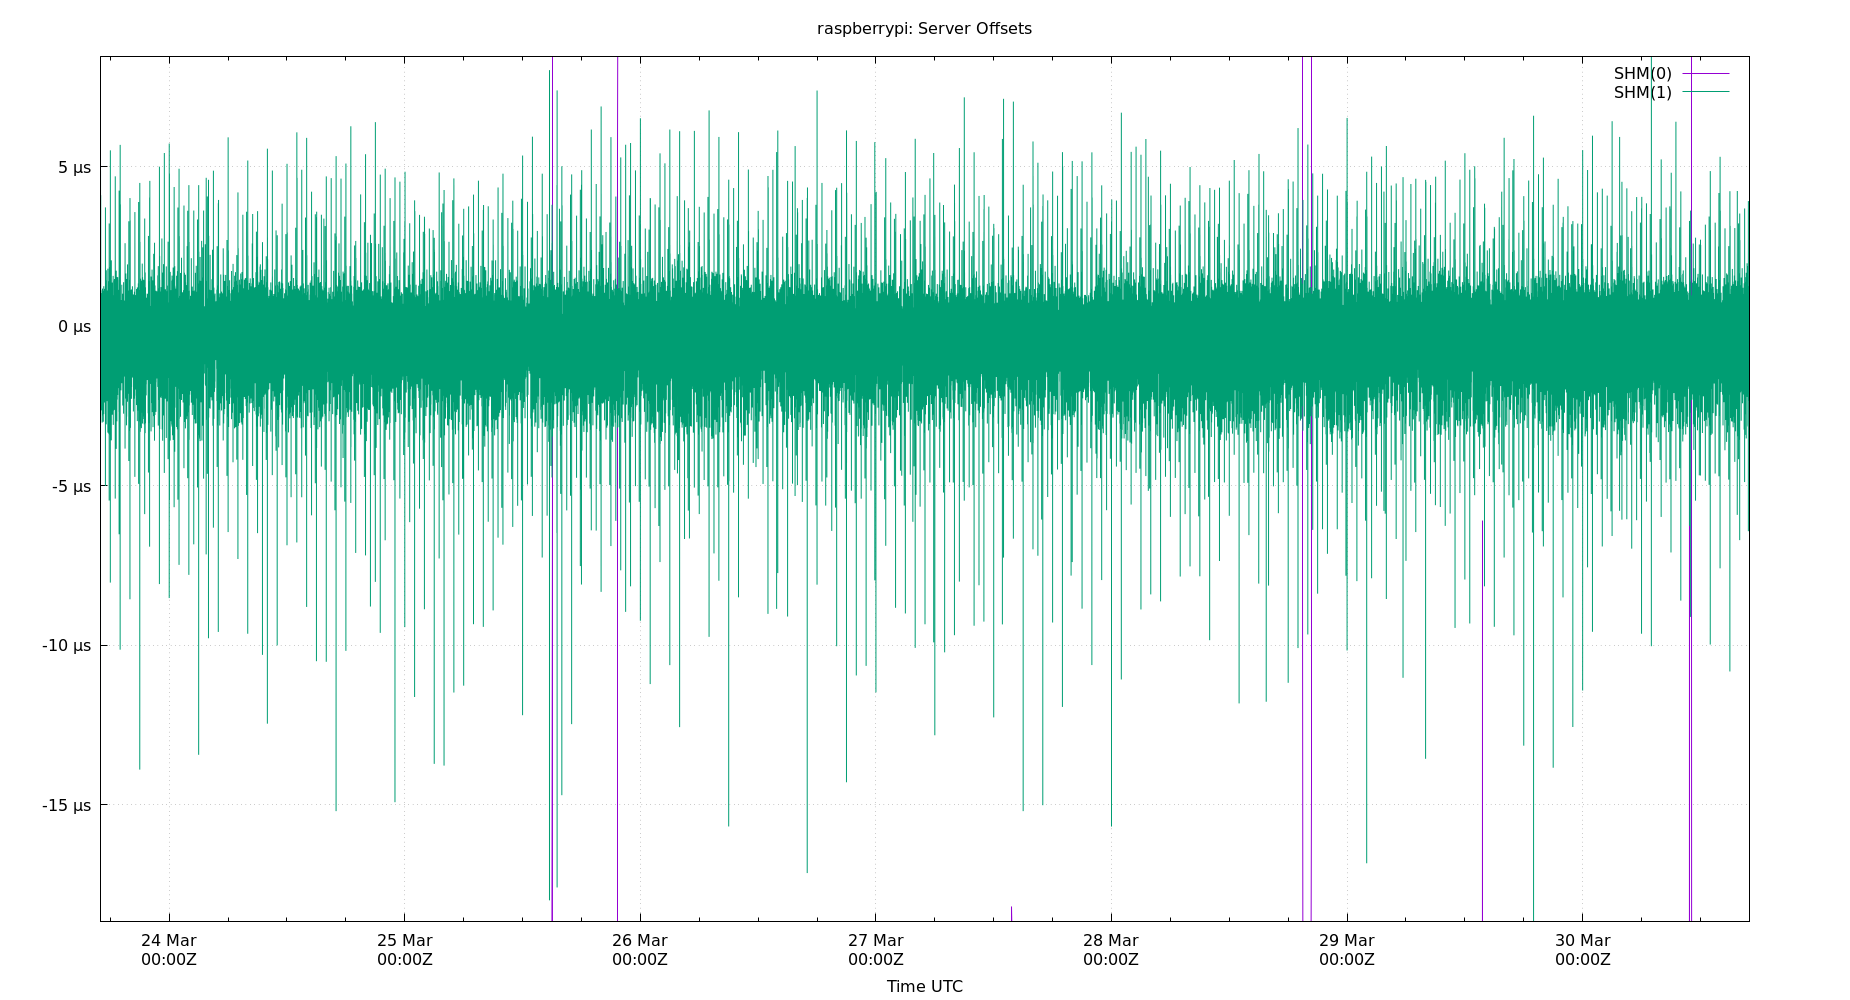 raspberrypi: Server Offsets
SHM(0)
SHM(1)
5 µs
0 µs
-5 µs
-10 µs
-15 µs
24 Mar 25 Mar 26 Mar 27 Mar 28 Mar 29 Mar 30 Mar
00:00Z 00:00Z 00:00Z 00:00Z 00:00Z 00:00Z 00:00Z
Time UTC